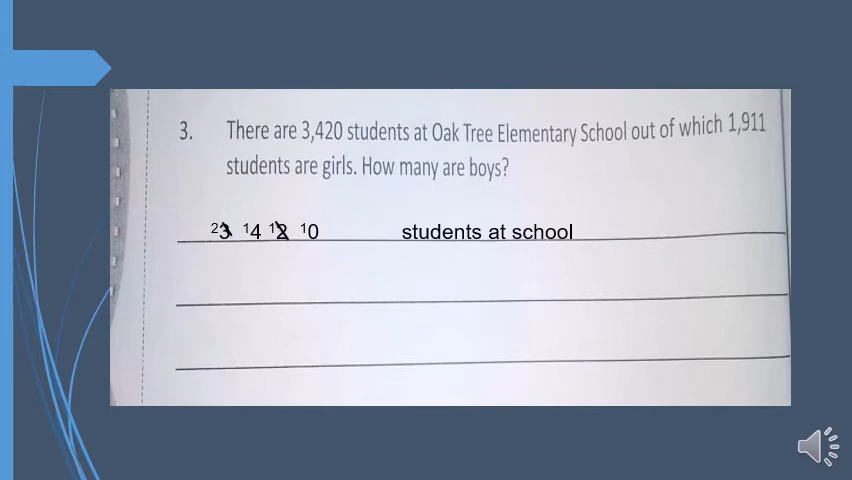 3. There are 3,420 students at Oak Tree Elementary School out of which 1,911
students are girls. How many are boys?
²3 ¹4 ¹2 ¹0 students at school